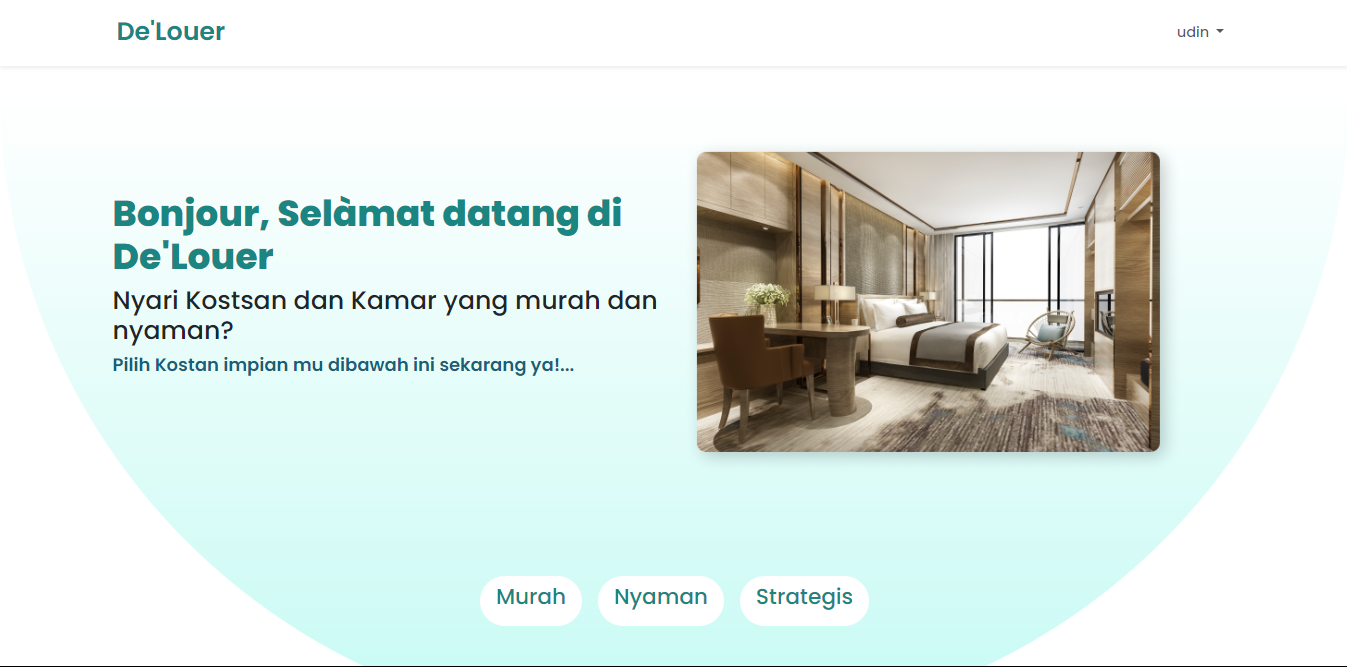 De'Louer
udin
Bonjour, Selàmat datang di
De'Louer
Nyari Kostsan dan Kamar yang murah dan
nyaman?
Pilih Kostan impian mu dibawah ini sekarang ya!...
Murah
Nyaman
Strategis